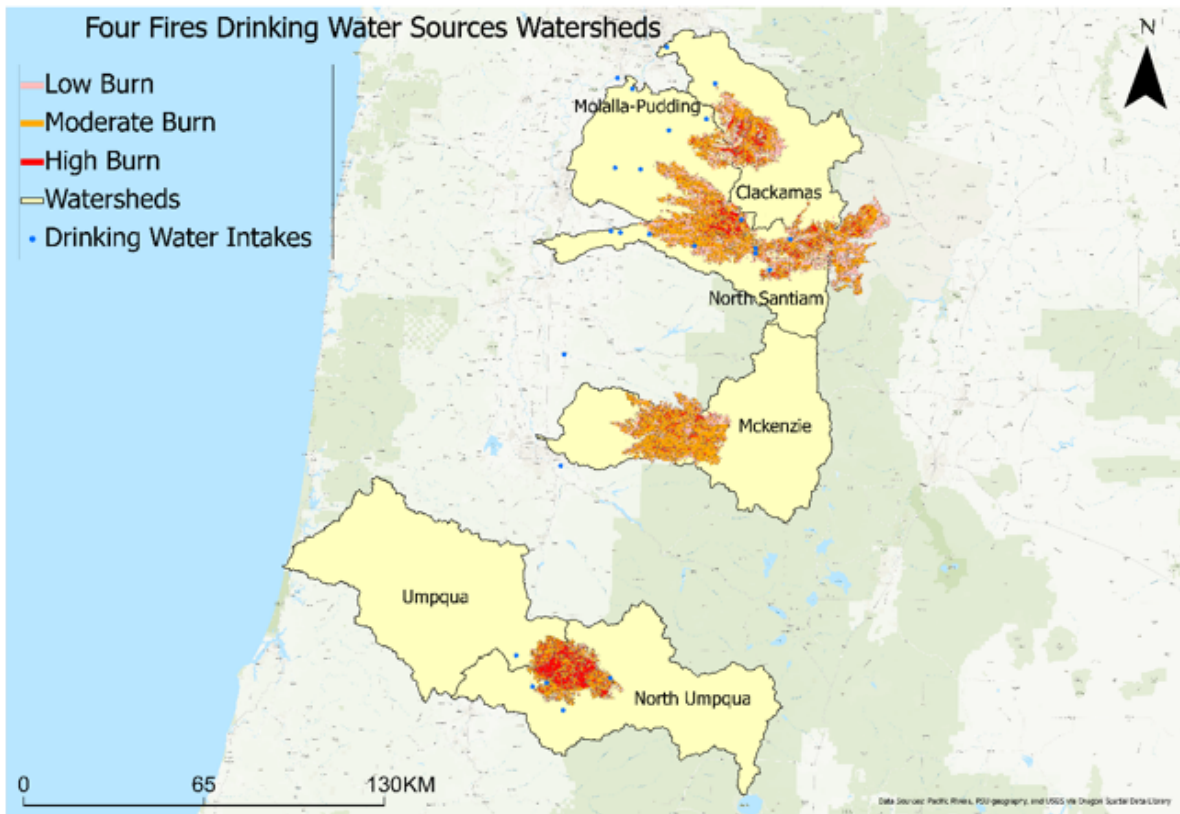 Four Fires Drinking Water Sources Watersheds
N
Low Burn
Moderate Burn
High Burn
Watersheds
Drinking Water Intakes
Molalla-Pudding
Clackamas
North Santiam
Mckenzie
Umpqua
North Umpqua
0 65 130KM
Data Sources: Pacific Rivers, PSU-geography, and USGS via Oregon Spatial Data Library